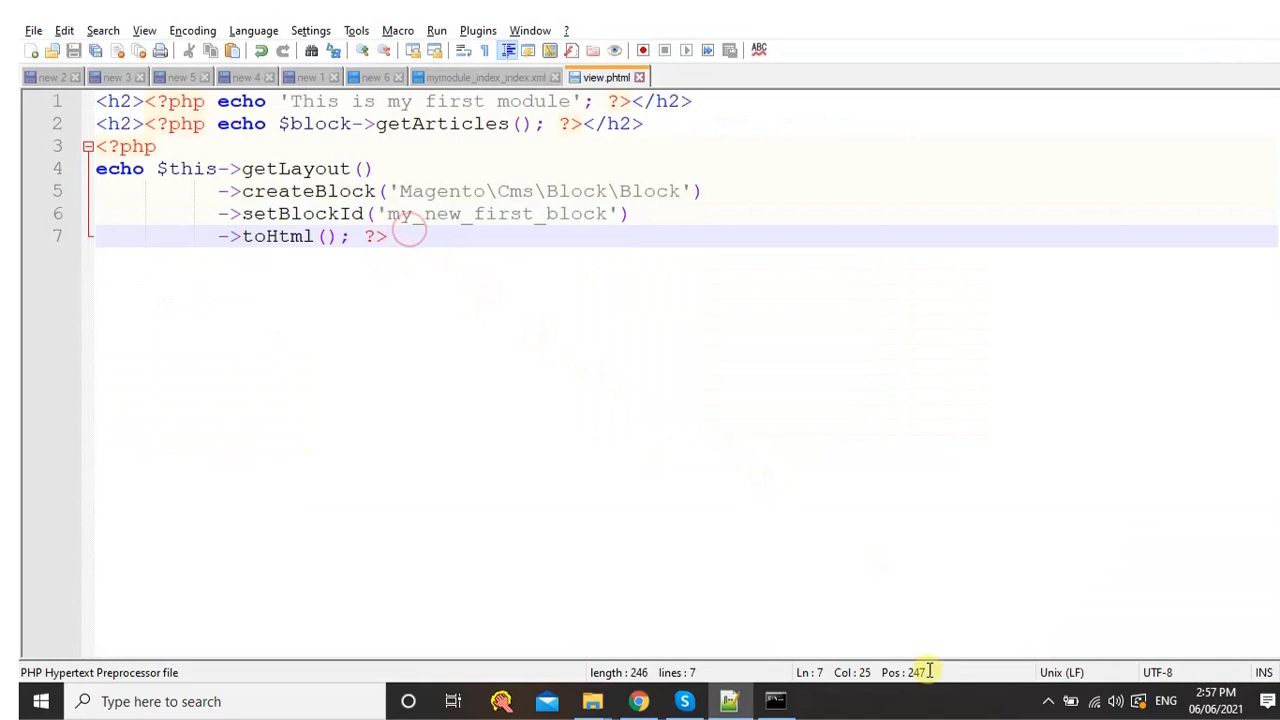 File Edit Search View Encoding Language Settings Tools Macro Run Plugins Window ?
ABC
new 2 new 3 new 5 new 4 new 1 new 6 mymodule_index_index.xml view.phtml
1 <h2><?php echo 'This is my first module'; ?></h2>
2 <h2><?php echo $block->getArticles(); ?></h2>
3 <?php
4 echo $this->getLayout()
5 ->createBlock('Magento\Cms\Block\Block')
6 ->setBlockId('my_new_first_block')
7 ->toHtml(); ?>
PHP Hypertext Preprocessor file length : 246 lines : 7 Ln : 7 Col : 25 Pos : 247 Unix (LF) UTF-8 INS
Type here to search ENG 2:57 PM
06/06/2021